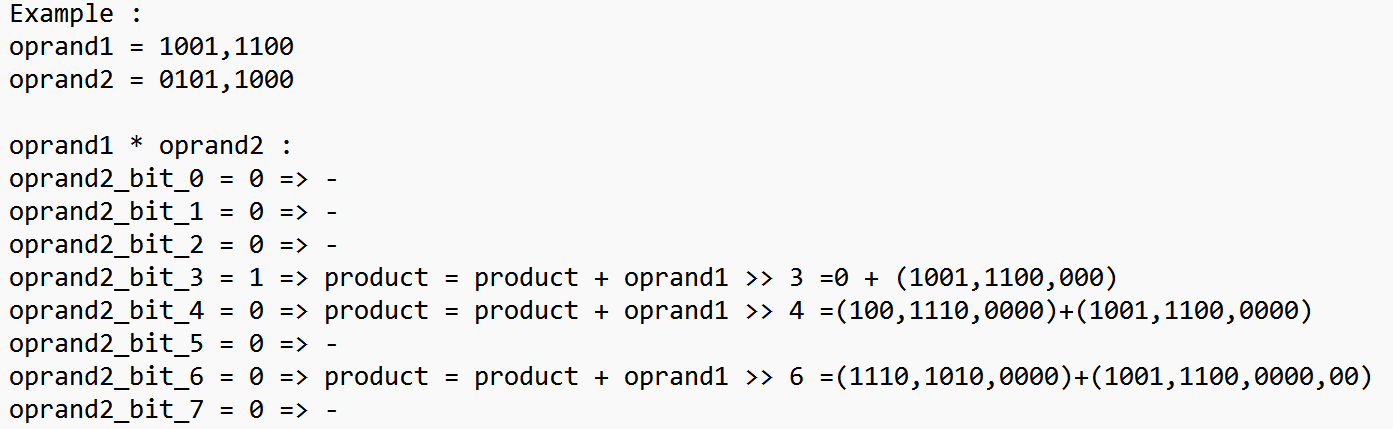 Example :
oprand1 = 1001,1100
oprand2 = 0101,1000
oprand1 * oprand2 :
oprand2_bit_0 = 0 => -
oprand2_bit_1 = 0 => -
oprand2_bit_2 = 0 => -
oprand2_bit_3 = 1 => product = product + oprand1 >> 3 =0 + (1001,1100,000)
oprand2_bit_4 = 0 => product = product + oprand1 >> 4 =(100,1110,0000)+(1001,1100,0000)
oprand2_bit_5 = 0 => -
oprand2_bit_6 = 0 => product = product + oprand1 >> 6 =(1110,1010,0000)+(1001,1100,0000,00)
oprand2_bit_7 = 0 => -